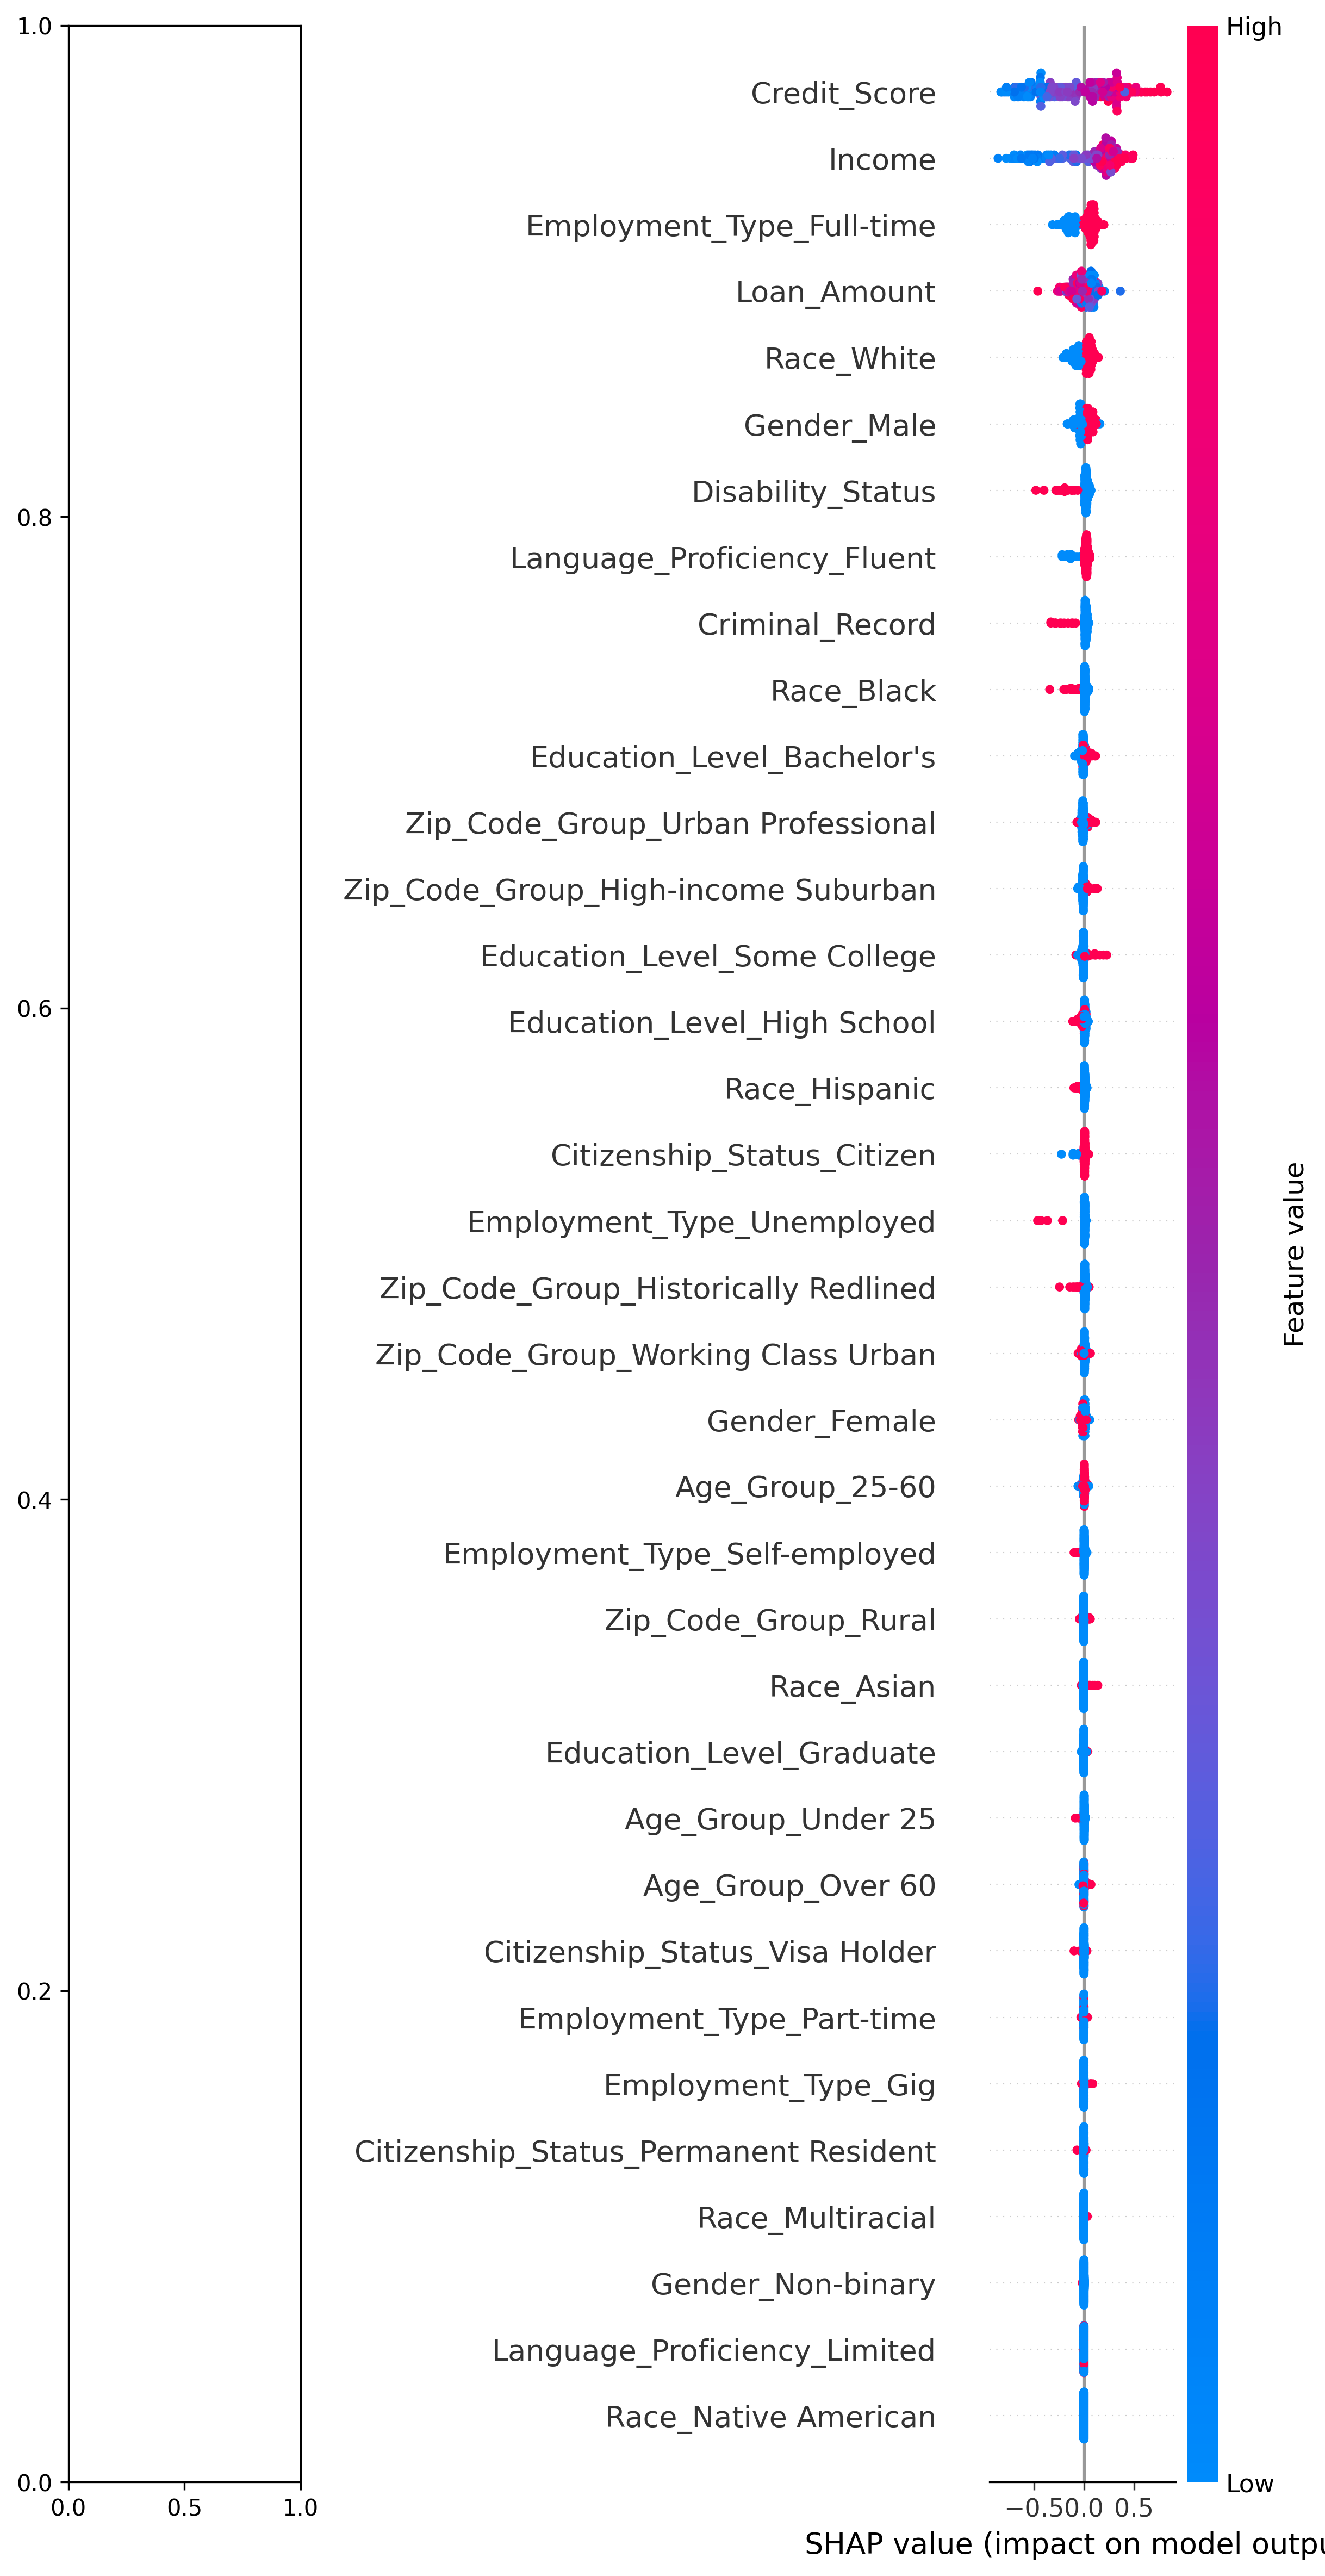 1.0
High
Credit_Score
Income
Employment_Type_Full-time
Loan_Amount
Race_White
Gender_Male
Disability_Status
0.8
Language_Proficiency_Fluent
Criminal_Record
Race_Black
Education_Level_Bachelor's
Zip_Code_Group_Urban Professional
Zip_Code_Group_High-income Suburban
Education_Level_Some College
0.6
Education_Level_High School
Race_Hispanic
Citizenship_Status_Citizen
Employment_Type_Unemployed
Feature value
Zip_Code_Group_Historically Redlined
Zip_Code_Group_Working Class Urban
Gender_Female
Age_Group_25-60
0.4
Employment_Type_Self-employed
Zip_Code_Group_Rural
Race_Asian
Education_Level_Graduate
Age_Group_Under 25
Age_Group_Over 60
Citizenship_Status_Visa Holder
0.2
Employment_Type_Part-time
Employment_Type_Gig
Citizenship_Status_Permanent Resident
Race_Multiracial
Gender_Non-binary
Language_Proficiency_Limited
Race_Native American
0.0
Low
0.0 0.5 1.0
−0.5 0.0 0.5
SHAP value (impact on model outpu